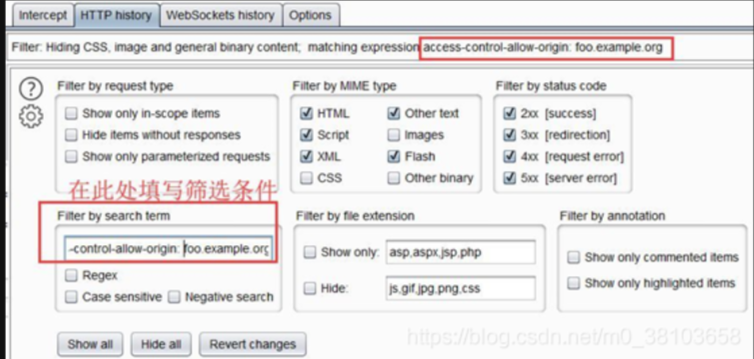 Intercept HTTP history WebSockets history Options
Filter: Hiding CSS, image and general binary content; matching expression access-control-allow-origin: foo.example.org
Filter by request type
Show only in-scope items
Hide items without responses
Show only parameterized requests
Filter by MIME type
HTML Other text
Script Images
XML Flash
CSS Other binary
Filter by status code
2xx [success]
3xx [redirection]
4xx [request error]
5xx [server error]
在此处填写筛选条件
Filter by search term
-control-allow-origin: foo.example.org
Regex
Case sensitive Negative search
Filter by file extension
Show only: asp,aspx,jsp,php
Hide: js,gif,jpg,png,css
Filter by annotation
Show only commented items
Show only highlighted items
Show all Hide all Revert changes
https://blog.csdn.net/m0_38103658